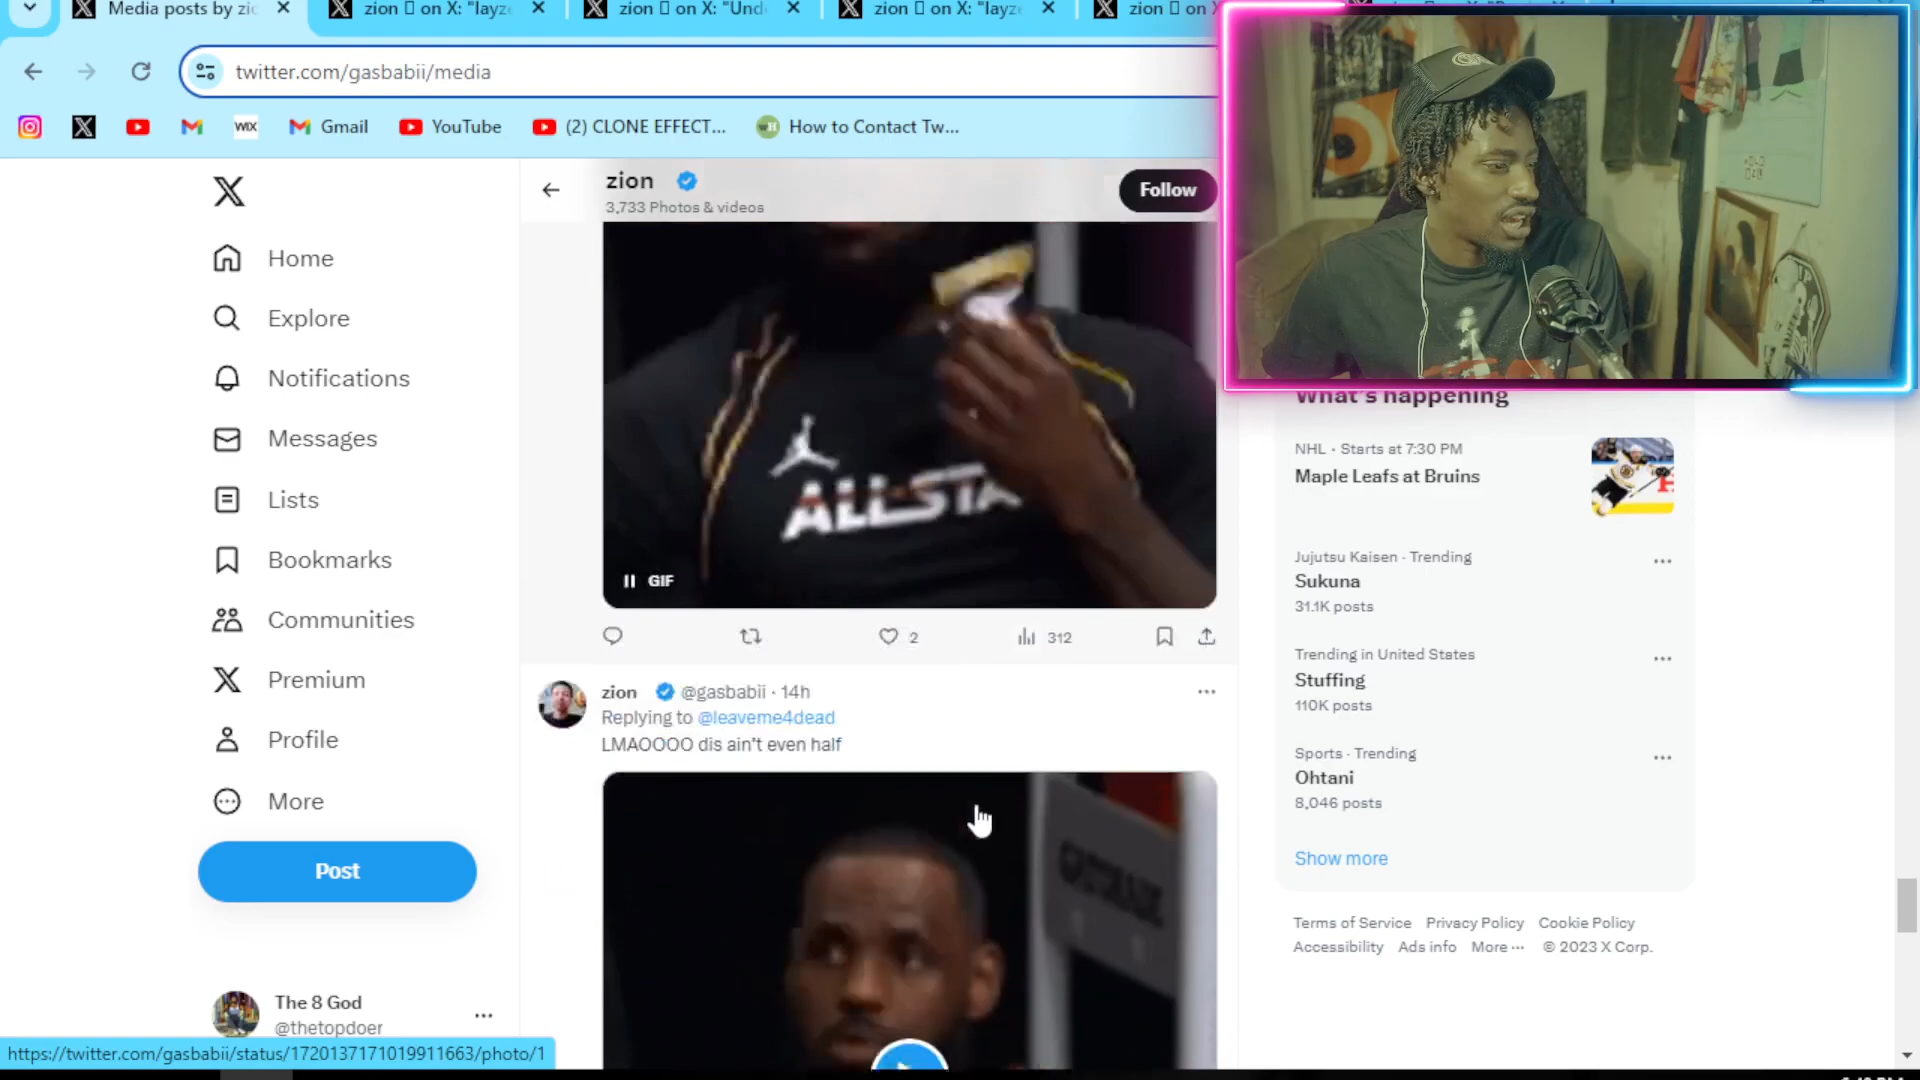 Media posts by zic
zion on X: "layze
zion on X: "Und
zion on X: "layze
zion on X
twitter.com/gasbabii/media
WIX
Gmail
YouTube
(2) CLONE EFFECT...
How to Contact Tw...
zion
3,733 Photos & videos
Follow
Home
Explore
Notifications
Messages
Lists
Bookmarks
Communities
Premium
Profile
More
Post
The 8 God
@thetopdoer
ALL-STA
GIF
2
312
zion @gasbabii · 14h
Replying to @leaveme4dead
LMAOOOO dis ain't even half
What's happening
NHL · Starts at 7:30 PM
Maple Leafs at Bruins
Jujutsu Kaisen · Trending
Sukuna
31.1K posts
Trending in United States
Stuffing
110K posts
Sports · Trending
Ohtani
8,046 posts
Show more
Terms of Service Privacy Policy Cookie Policy
Accessibility Ads info More ··· © 2023 X Corp.
https://twitter.com/gasbabii/status/1720137171019911663/photo/1